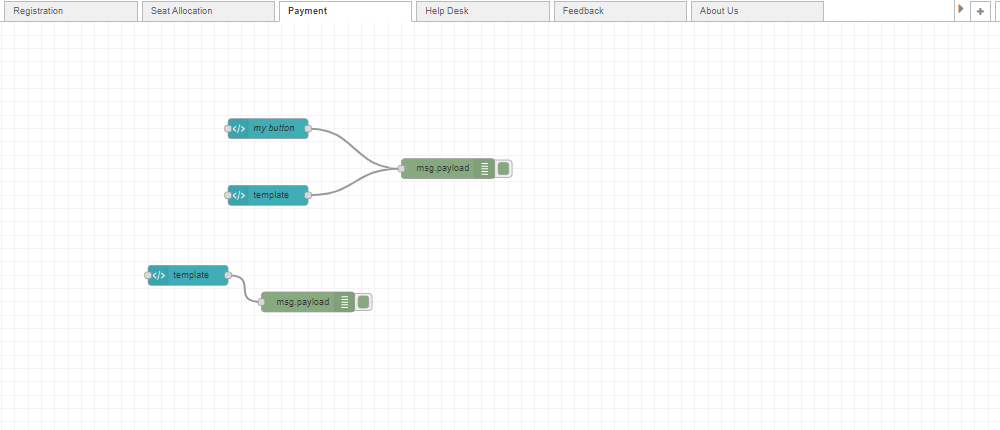 Registration
Seat Allocation
Payment
Help Desk
Feedback
About Us
my button
msg.payload
template
template
msg.payload